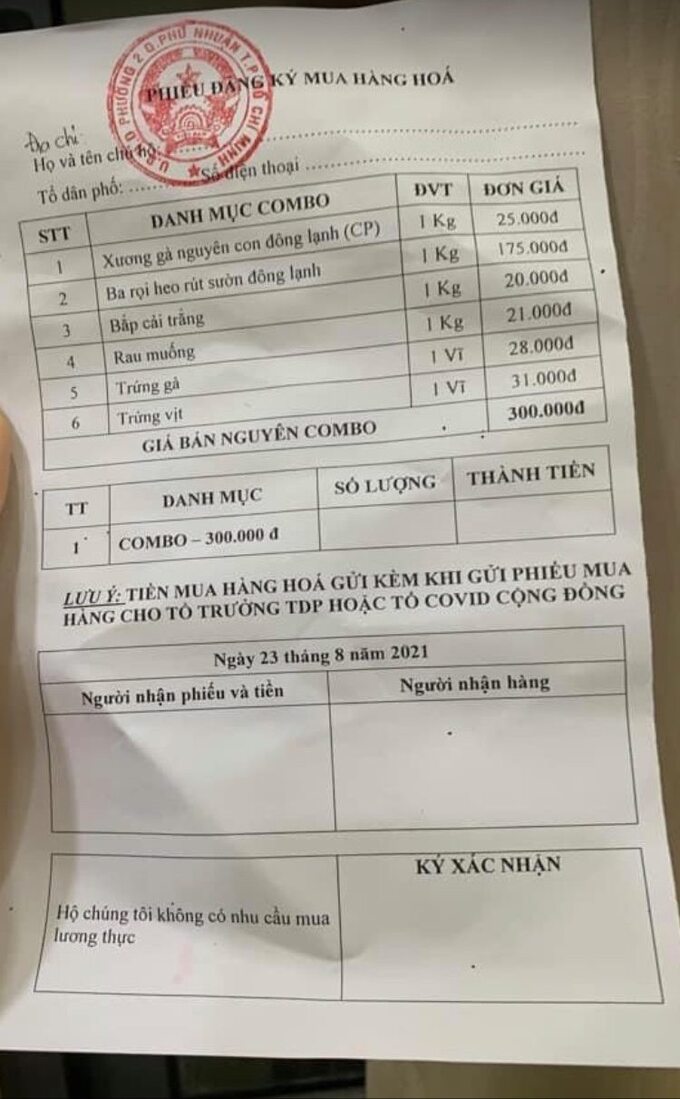 U.B.N.D PHƯỜNG 2 Q.PHÚ NHUẬN T.P HỒ CHÍ MINH
PHIẾU ĐĂNG KÝ MUA HÀNG HOÁ
Địa chỉ:
Họ và tên chủ hộ:
Tổ dân phố: ........ Số điện thoại
STT DANH MỤC COMBO ĐVT ĐƠN GIÁ
1 Xương gà nguyên con đông lạnh (CP) 1 Kg 25.000đ
2 Ba rọi heo rút sườn đông lạnh 1 Kg 175.000đ
3 Bắp cải trắng 1 Kg 20.000đ
4 Rau muống 1 Kg 21.000đ
5 Trứng gà 1 Vĩ 28.000đ
6 Trứng vịt 1 Vĩ 31.000đ
GIÁ BÁN NGUYÊN COMBO 300.000đ
TT DANH MỤC SỐ LƯỢNG THÀNH TIỀN
1 COMBO – 300.000 đ
LƯU Ý: TIỀN MUA HÀNG HOÁ GỬI KÈM KHI GỬI PHIẾU MUA
HÀNG CHO TỔ TRƯỞNG TDP HOẶC TỔ COVID CỘNG ĐỒNG
Ngày 23 tháng 8 năm 2021
Người nhận phiếu và tiền Người nhận hàng
KÝ XÁC NHẬN
Hộ chúng tôi không có nhu cầu mua
lương thực